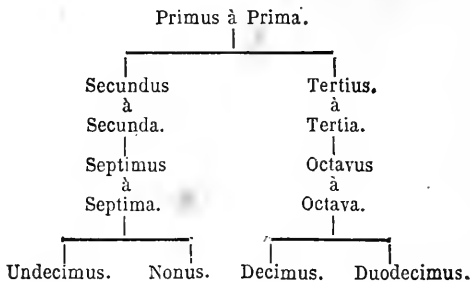 Primus à Prima.
Secundus Tertius.
à à
Secunda. Tertia.
Septimus Octavus
à à
Septima. Octava.
Undecimus. Nonus. Decimus. Duodecimus.